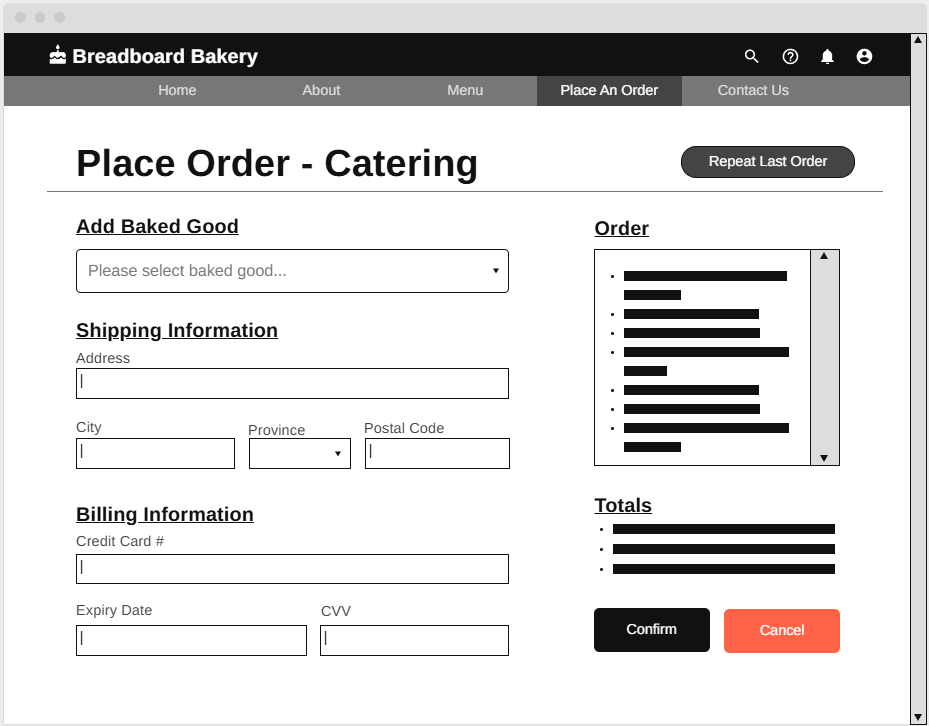 Breadboard Bakery
Home About Menu Place An Order Contact Us
Place Order - Catering
Repeat Last Order
Add Baked Good
Please select baked good...
Shipping Information
Address
City Province Postal Code
Billing Information
Credit Card #
Expiry Date CVV
Order
Totals
Confirm Cancel